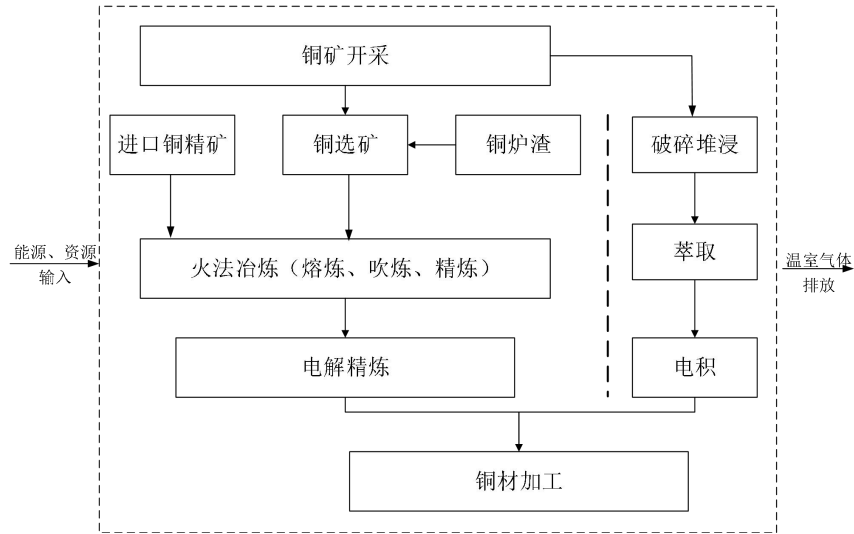 铜矿开采
进口铜精矿
铜选矿
铜炉渣
破碎堆浸
能源、资源
输入
火法冶炼（熔炼、吹炼、精炼）
萃取
温室气体
排放
电解精炼
电积
铜材加工